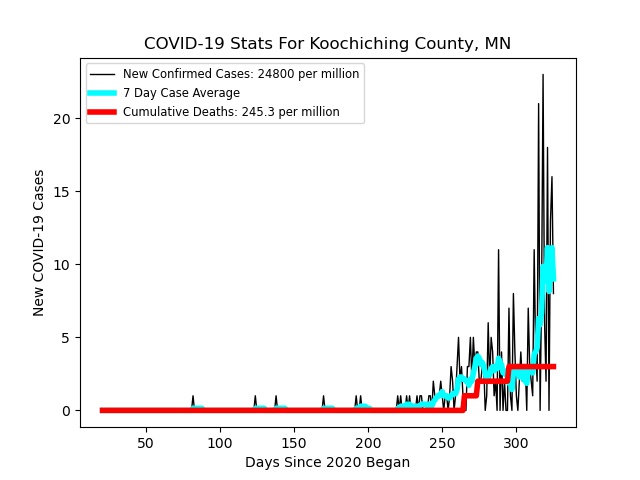 COVID-19 Stats For Koochiching County, MN
New Confirmed Cases: 24800 per million
7 Day Case Average
Cumulative Deaths: 245.3 per million
New COVID-19 Cases
20
15
10
5
0
50 100 150 200 250 300
Days Since 2020 Began